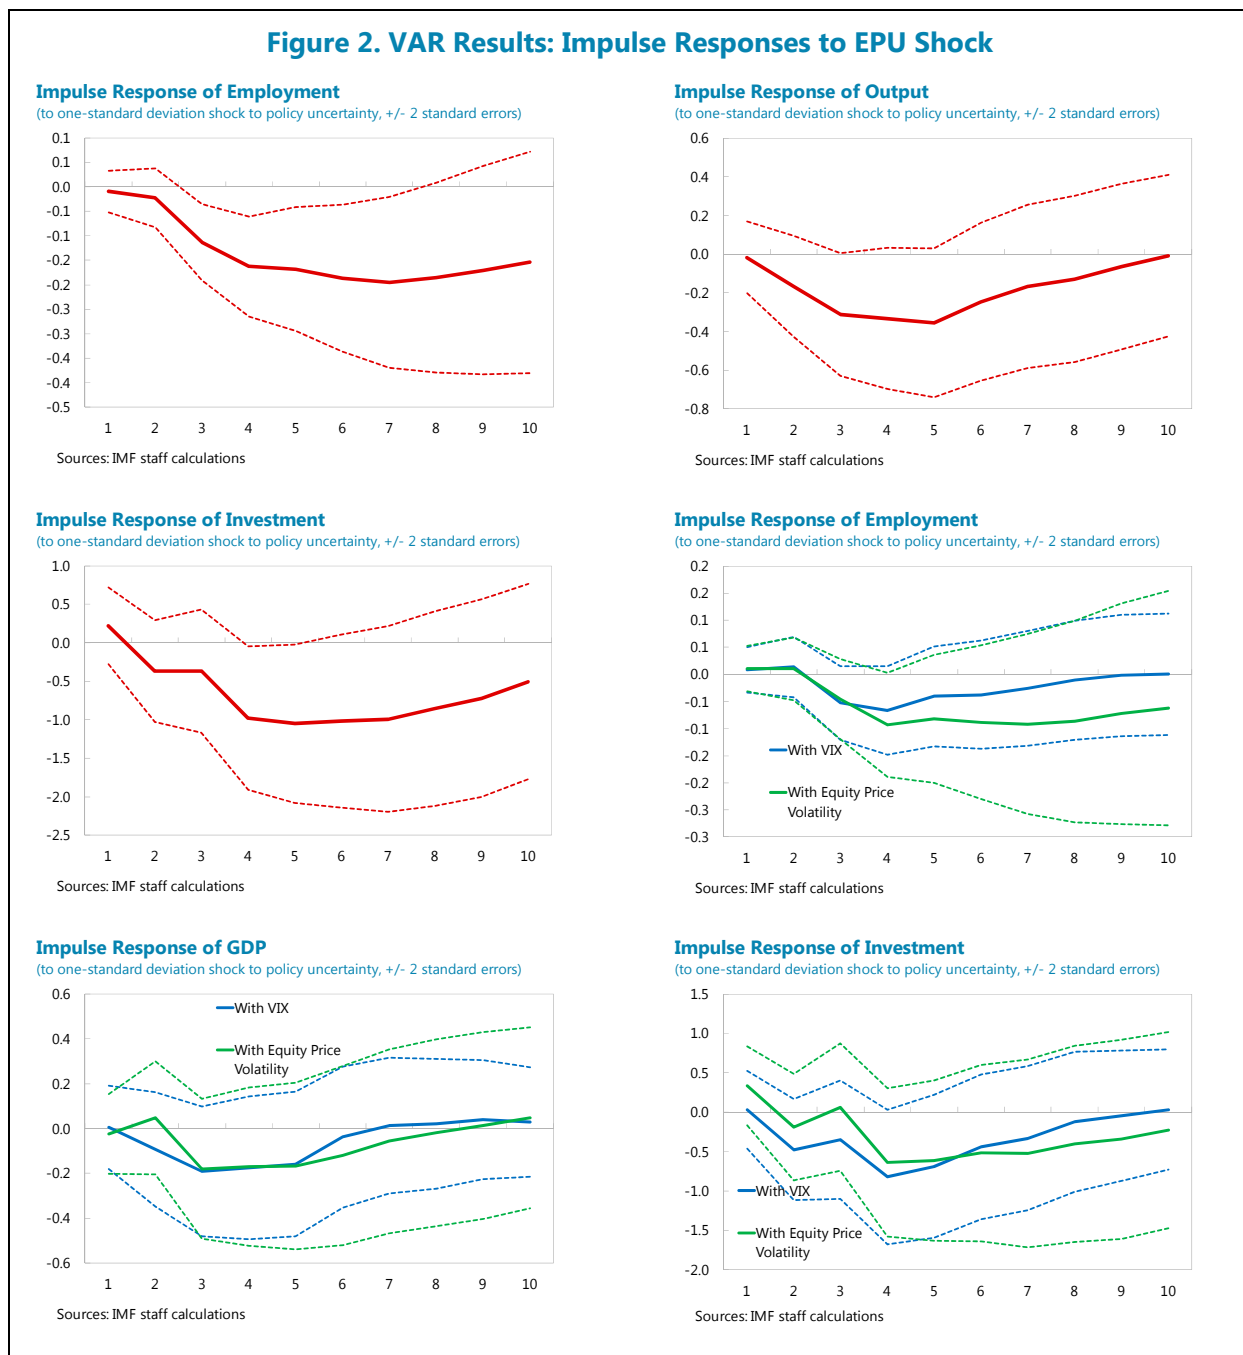 Figure 2. VAR Results: Impulse Responses to EPU Shock
Impulse Response of Employment
(to one-standard deviation shock to policy uncertainty, +/- 2 standard errors)
0.1
0.1
0.0
-0.1
-0.1
-0.2
-0.3
-0.3
-0.4
-0.4
-0.5
1 2 3 4 5 6 7 8 9 10
Sources: IMF staff calculations
Impulse Response of Output
(to one-standard deviation shock to policy uncertainty, +/- 2 standard errors)
0.6
0.4
0.2
0.0
-0.2
-0.4
-0.6
-0.8
1 2 3 4 5 6 7 8 9 10
Sources: IMF staff calculations
Impulse Response of Investment
(to one-standard deviation shock to policy uncertainty, +/- 2 standard errors)
1.0
0.5
0.0
-0.5
-1.0
-1.5
-2.0
-2.5
1 2 3 4 5 6 7 8 9 10
Sources: IMF staff calculations
Impulse Response of Employment
(to one-standard deviation shock to policy uncertainty, +/- 2 standard errors)
0.2
0.2
0.1
0.1
0.0
-0.1
-0.1
-0.2
-0.2
-0.3
-0.3
With VIX
With Equity Price
Volatility
1 2 3 4 5 6 7 8 9 10
Sources: IMF staff calculations
Impulse Response of GDP
(to one-standard deviation shock to policy uncertainty, +/- 2 standard errors)
0.6
0.4
0.2
0.0
-0.2
-0.4
-0.6
With VIX
With Equity Price
Volatility
1 2 3 4 5 6 7 8 9 10
Sources: IMF staff calculations
Impulse Response of Investment
(to one-standard deviation shock to policy uncertainty, +/- 2 standard errors)
1.5
1.0
0.5
0.0
-0.5
-1.0
-1.5
-2.0
With VIX
With Equity Price
Volatility
1 2 3 4 5 6 7 8 9 10
Sources: IMF staff calculations